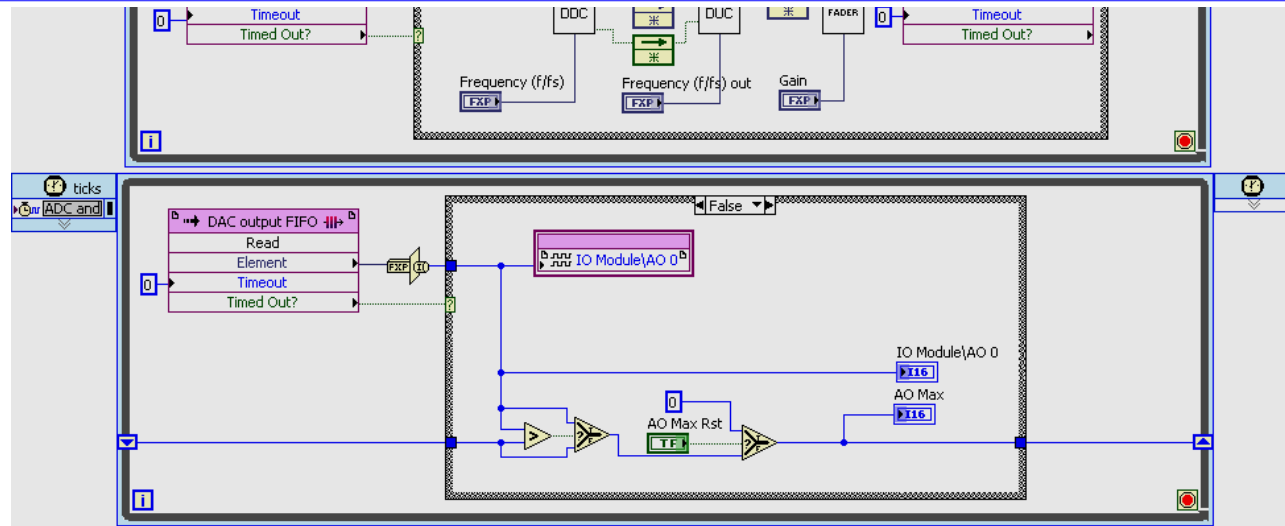 DDC
DUC
FADER
0
Timeout
Timed Out?
?
0
Timeout
Timed Out?
Frequency (f/fs)
FXP
Frequency (f/fs) out
FXP
Gain
FXP
i
ticks
ADC and
DAC output FIFO
Read
Element
Timeout
Timed Out?
0
FXP
?
False
IO Module\AO 0
IO Module\AO 0
I16
AO Max
I16
0
AO Max Rst
TF
>
?
?
i